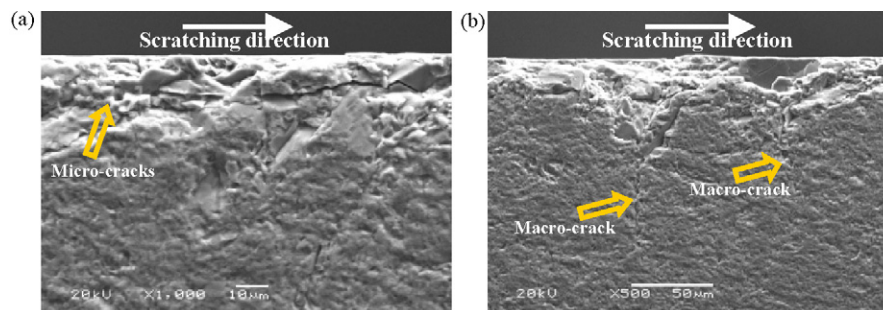 (a)
Scratching direction
Micro-cracks
20kV X1,000 10μm
(b)
Scratching direction
Macro-crack
Macro-crack
20kV X500 50μm